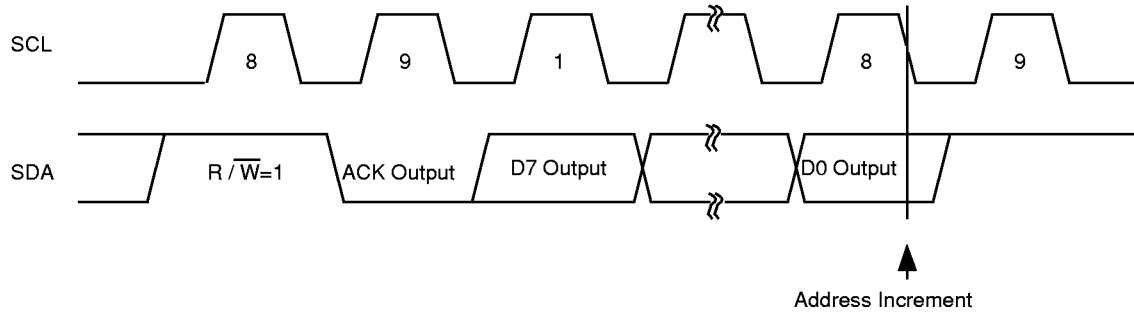 SCL
8
9
1
8
9
SDA
R / W̅=1
ACK Output
D7 Output
D0 Output
Address Increment